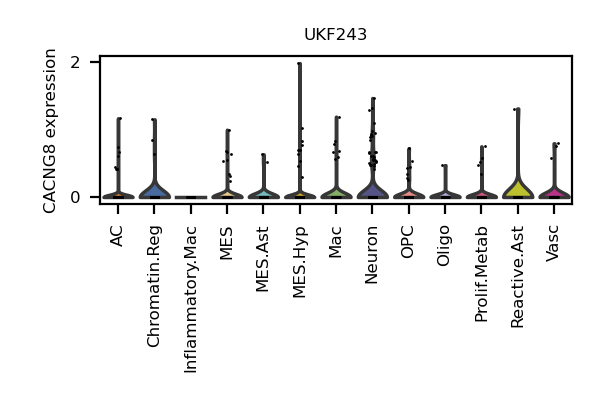 UKF243
CACNG8 expression
2
0
AC
Chromatin.Reg
Inflammatory.Mac
MES
MES.Ast
MES.Hyp
Mac
Neuron
OPC
Oligo
Prolif.Metab
Reactive.Ast
Vasc